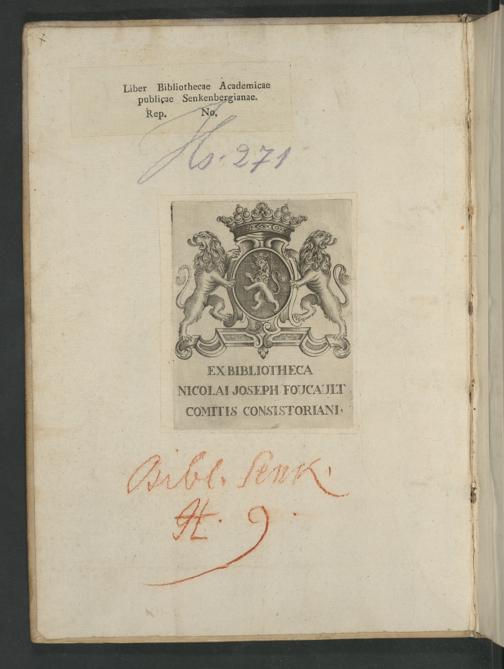 Liber Bibliothecae Academicae
publicae Senkenbergianae.
Rep. No.
Hs. 271
EX BIBLIOTHECA
NICOLAI JOSEPH FOUCAULT
COMITIS CONSISTORIANI.
Bibl. Senk.
H. 9.